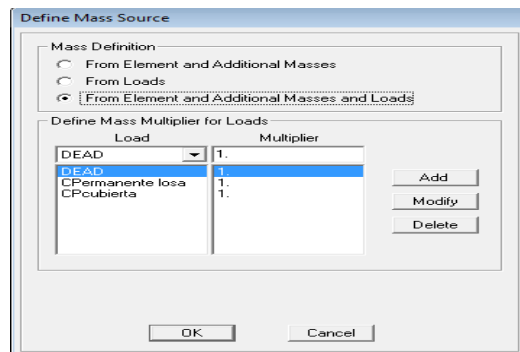 Define Mass Source
Mass Definition
From Element and Additional Masses
From Loads
From Element and Additional Masses and Loads
Define Mass Multiplier for Loads
Load Multiplier
DEAD 1.
DEAD 1.
CPermanente losa 1.
CPcubierta 1.
Add
Modify
Delete
OK Cancel